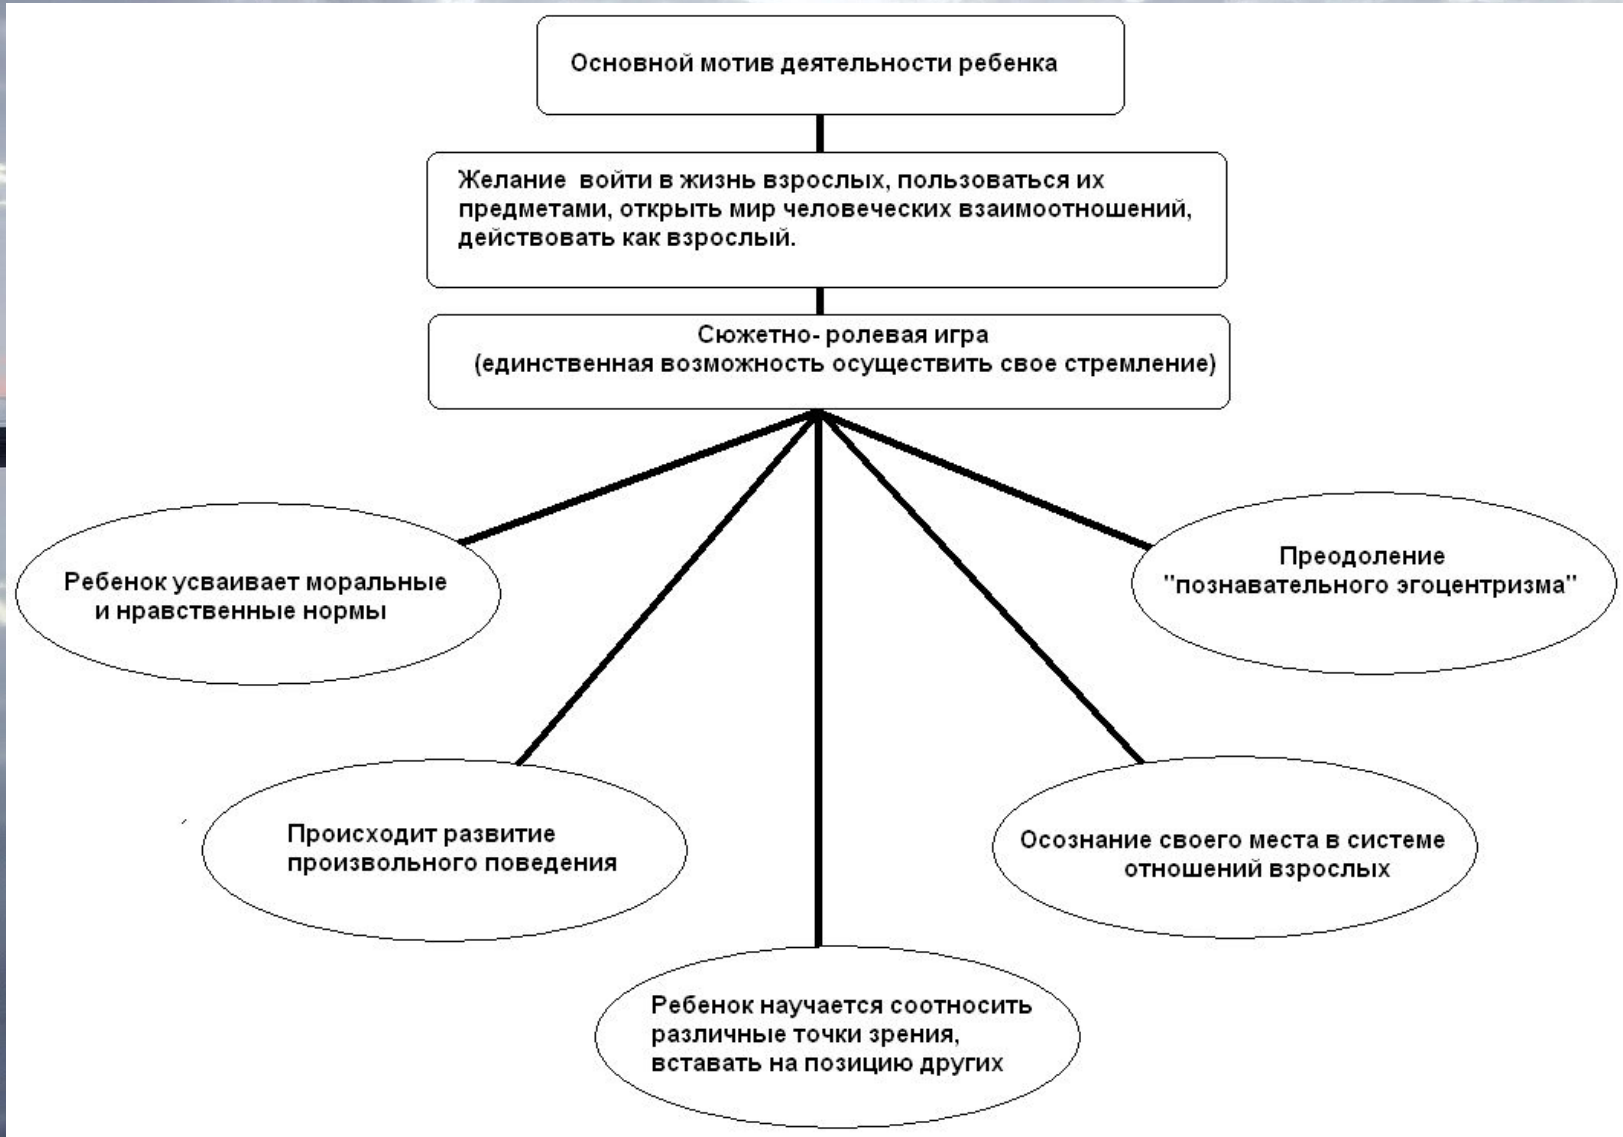 Основной мотив деятельности ребенка
Желание войти в жизнь взрослых, пользоваться их
предметами, открыть мир человеческих взаимоотношений,
действовать как взрослый.
Сюжетно- ролевая игра
(единственная возможность осуществить свое стремление)
Ребенок усваивает моральные
и нравственные нормы
Преодоление
"познавательного эгоцентризма"
Происходит развитие
произвольного поведения
Осознание своего места в системе
отношений взрослых
Ребенок научается соотносить
различные точки зрения,
вставать на позицию других